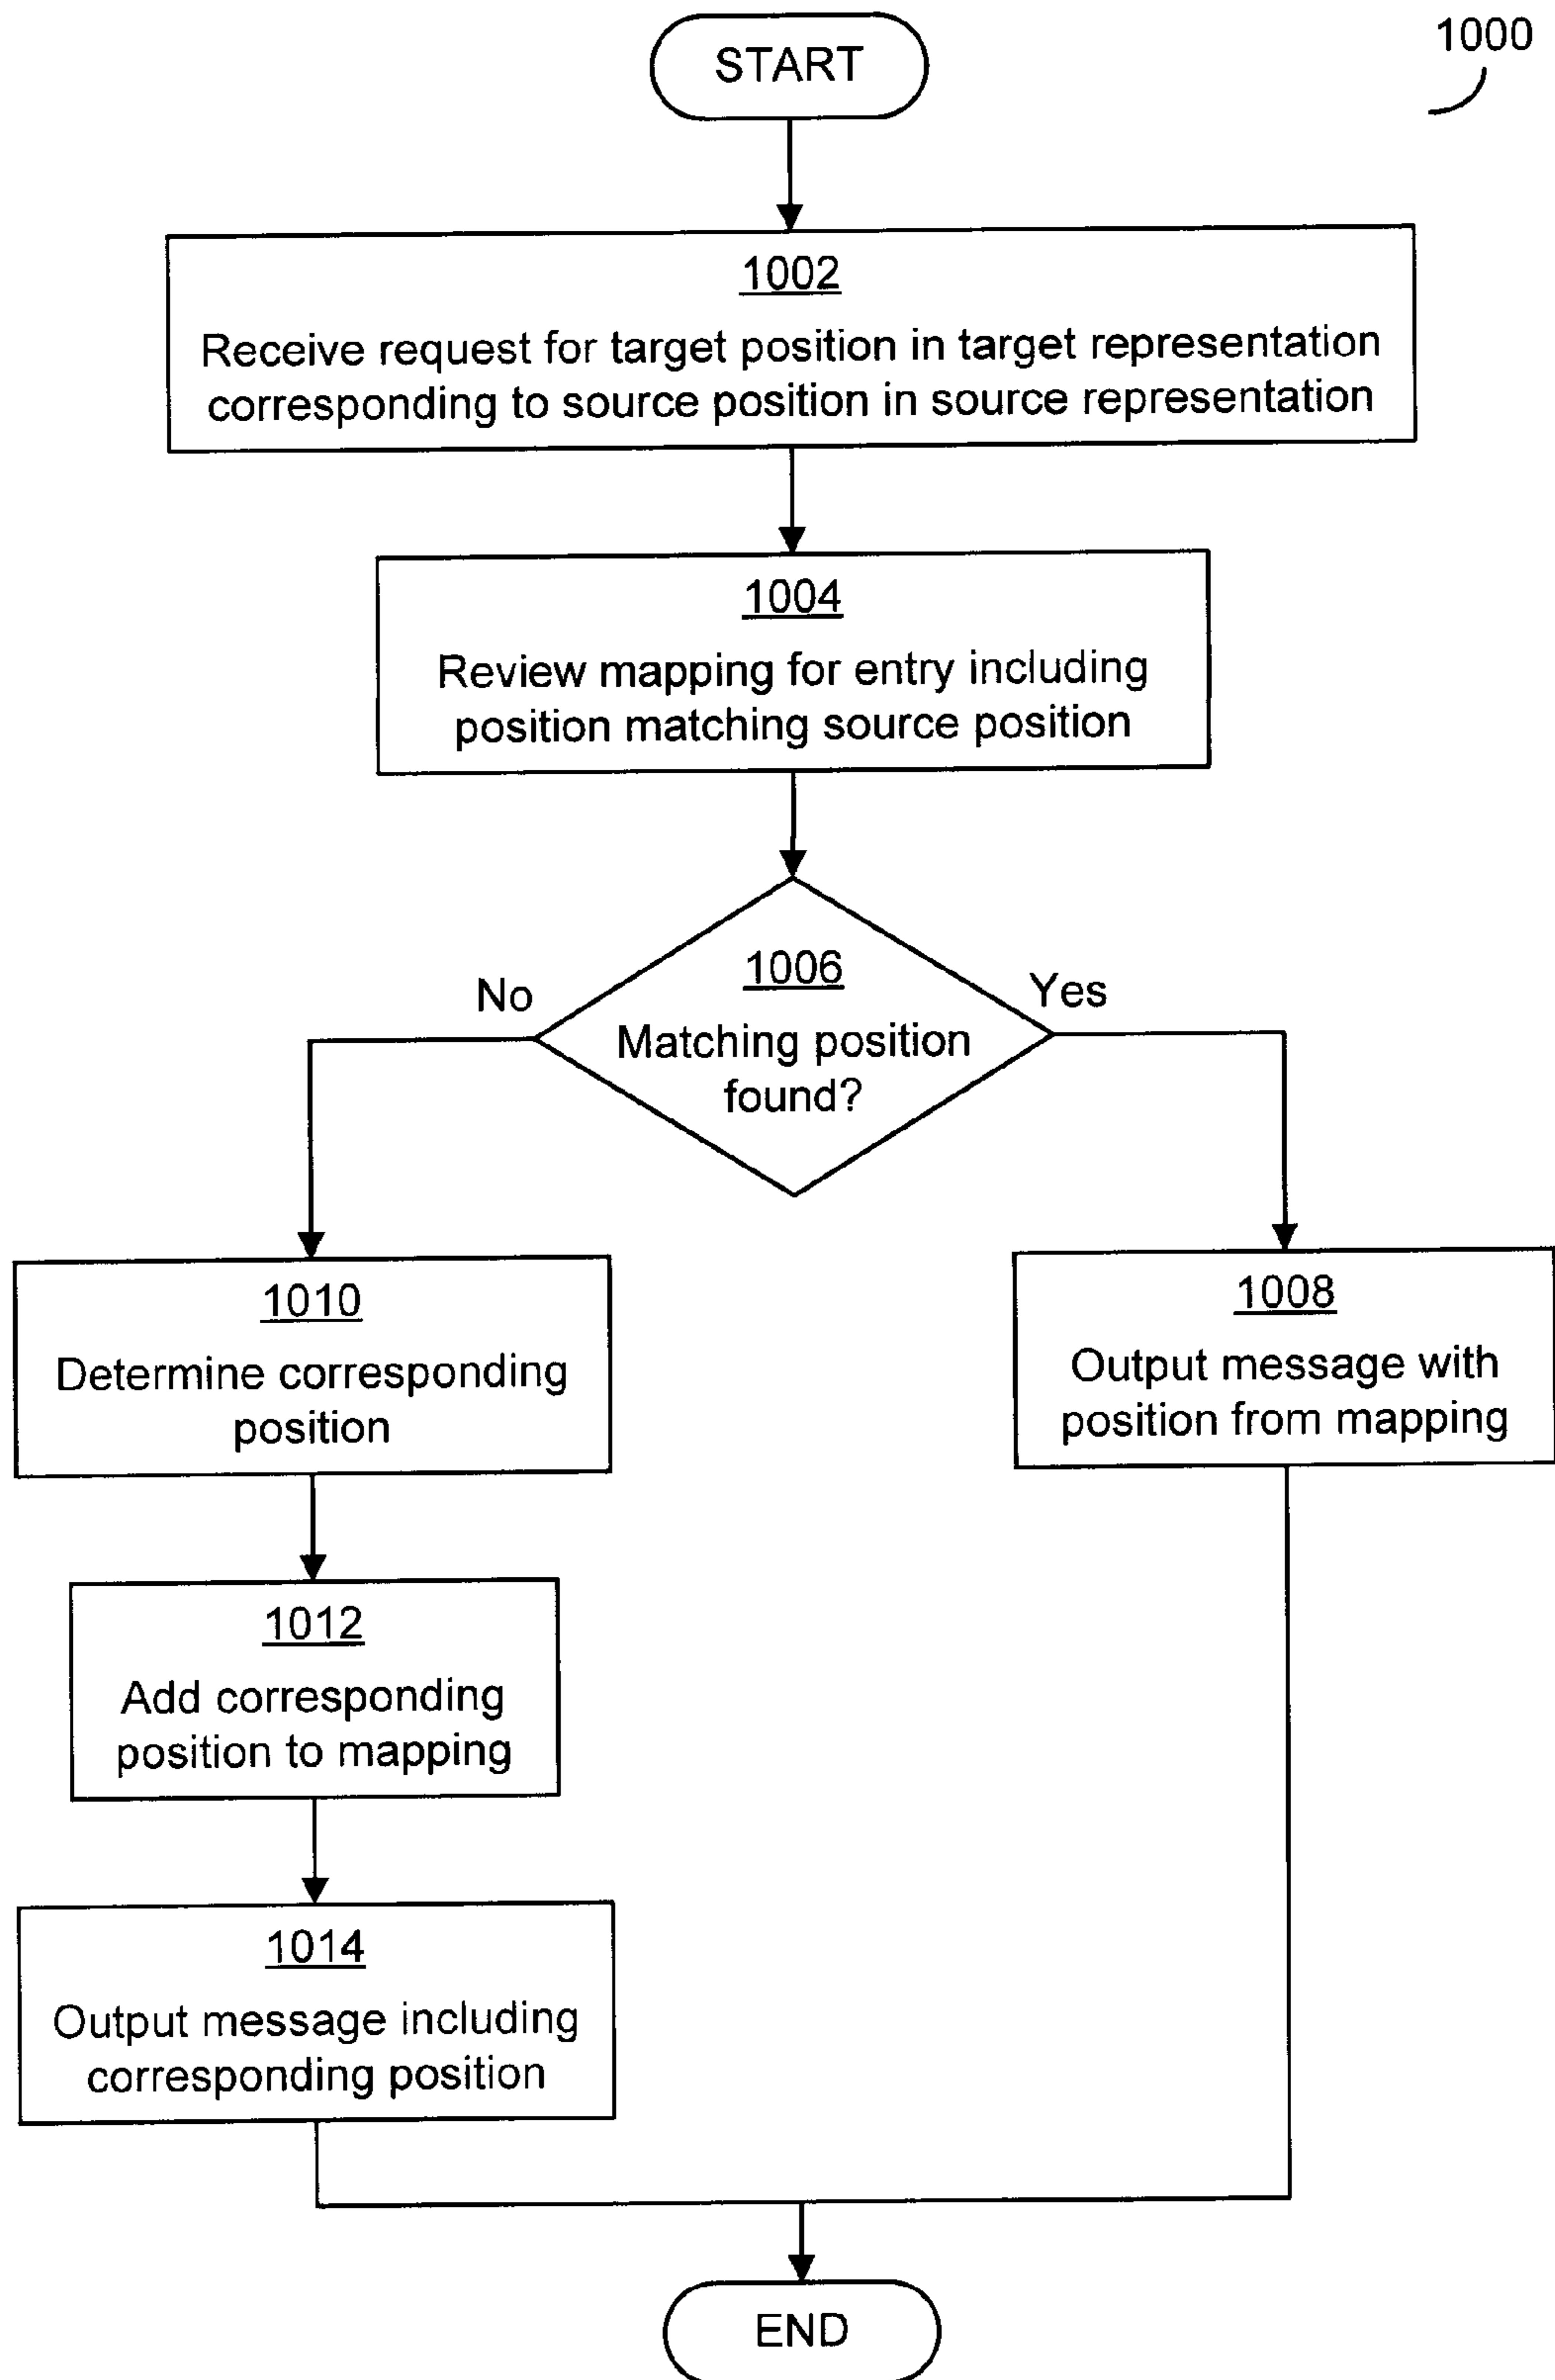 1000
START
1002
Receive request for target position in target representation
corresponding to source position in source representation
1004
Review mapping for entry including
position matching source position
1006
Matching position
found?
No
Yes
1010
Determine corresponding
position
1008
Output message with
position from mapping
1012
Add corresponding
position to mapping
1014
Output message including
corresponding position
END